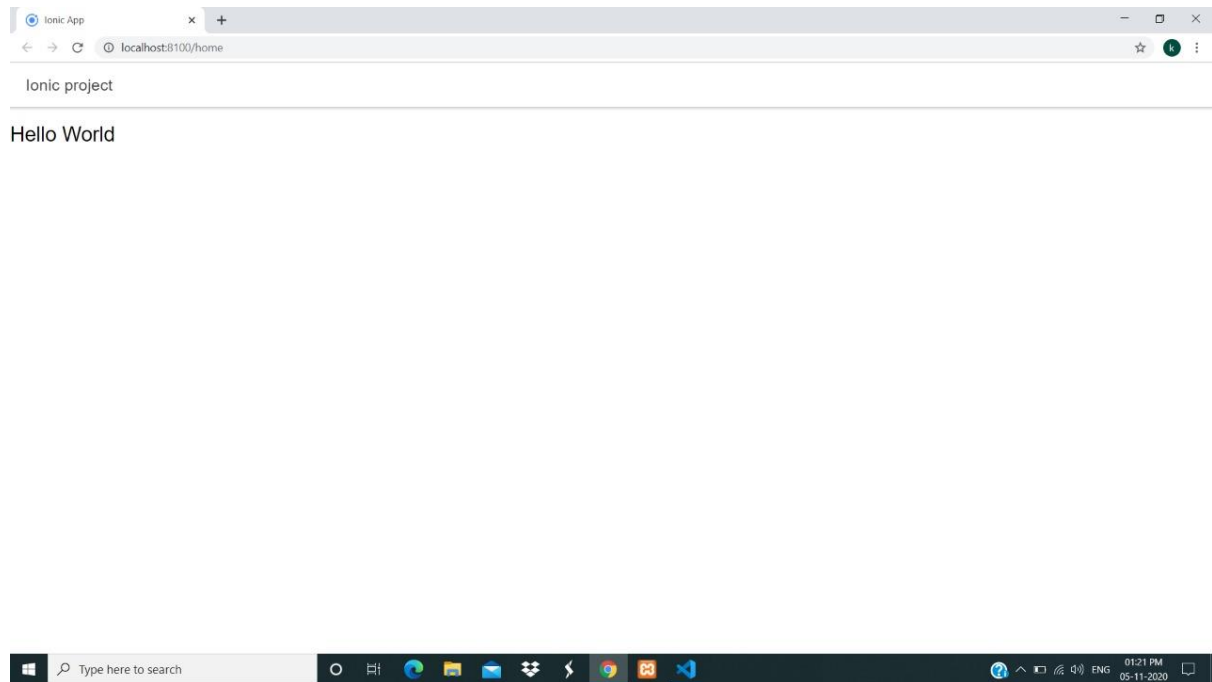 Ionic App
localhost:8100/home
k
Ionic project
Hello World
Type here to search
ENG
01:21 PM
05-11-2020